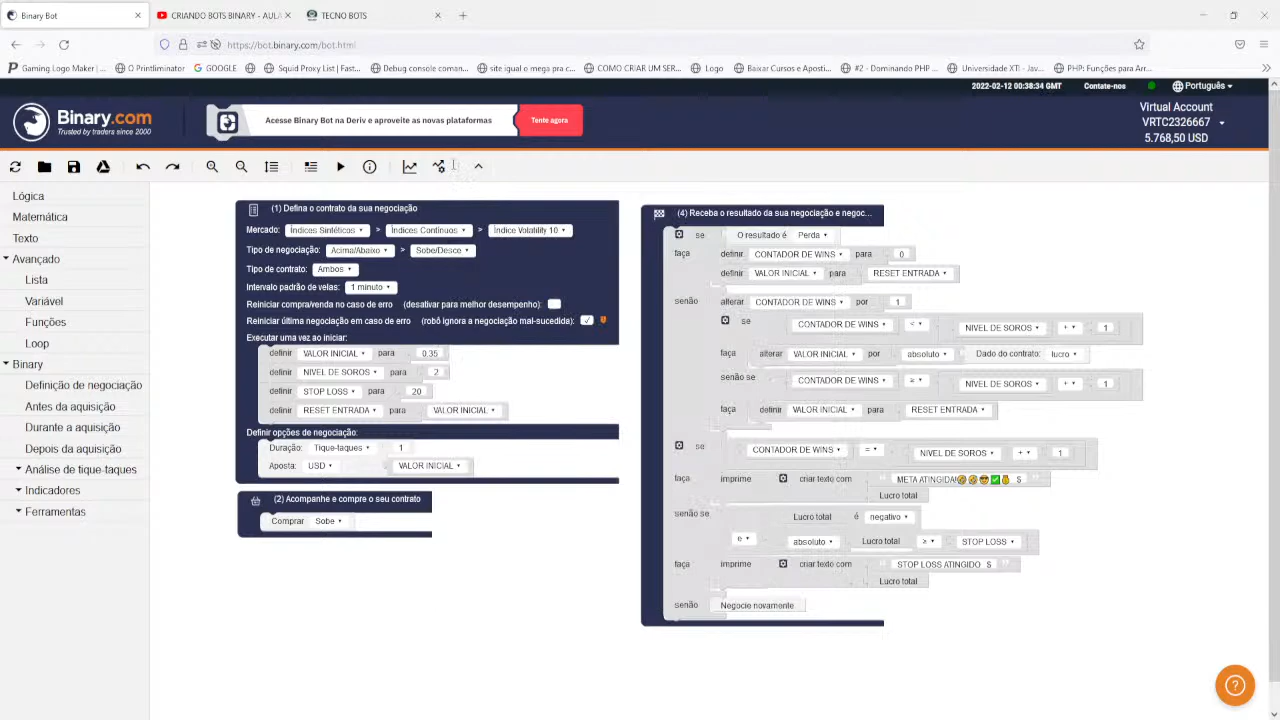 Binary Bot
CRIANDO BOTS BINARY - AUL
TECNO BOTS
https://bot.binary.com/bot.html
Gaming Logo Maker | ...
O Printliminator
GOOGLE
Squid Proxy List | Fast...
Debug console coman...
site igual o mega pra c...
COMO CRIAR UM SER...
Logo
Baixar Cursos e Aposti...
#2 - Dominando PHP ...
Universidade XTI - Jav...
PHP: Funções para Arr...
2022-02-12 00:38:34 GMT
Contate-nos
Português
Binary.com
Trusted by traders since 2000
Acesse Binary Bot na Deriv e aproveite as novas plataformas
Tente agora
Virtual Account
VRTC2326667
5.768,50 USD
Lógica
Matemática
Texto
Avançado
Lista
Variável
Funções
Loop
Binary
Definição de negociação
Antes da aquisição
Durante a aquisição
Depois da aquisição
Análise de tique-taques
Indicadores
Ferramentas
(1) Defina o contrato da sua negociação
Mercado: Índices Sintéticos > Índices Contínuos > Índice Volatility 10
Tipo de negociação: Acima/Abaixo > Sobe/Desce
Tipo de contrato: Ambos
Intervalo padrão de velas: 1 minuto
Reiniciar compra/venda no caso de erro (desativar para melhor desempenho):
Reiniciar última negociação em caso de erro (robô ignora a negociação mal-sucedida): ✓
Executar uma vez ao iniciar:
definir VALOR INICIAL para 0.35
definir NIVEL DE SOROS para 2
definir STOP LOSS para 20
definir RESET ENTRADA para VALOR INICIAL
Definir opções de negociação:
Duração: Tique-taques 1
Aposta: USD VALOR INICIAL
(2) Acompanhe e compre o seu contrato
Comprar Sobe
(4) Receba o resultado da sua negociação e negoc...
se O resultado é Perda
faça definir CONTADOR DE WINS para 0
definir VALOR INICIAL para RESET ENTRADA
senão alterar CONTADOR DE WINS por 1
se CONTADOR DE WINS < NIVEL DE SOROS + 1
faça alterar VALOR INICIAL por absoluto Dado do contrato: lucro
senão se CONTADOR DE WINS ≥ NIVEL DE SOROS + 1
faça definir VALOR INICIAL para RESET ENTRADA
se CONTADOR DE WINS = NIVEL DE SOROS + 1
faça imprime criar texto com META ATINGIDA!🤑🤑😎✅💰 $
Lucro total
senão se Lucro total é negativo
e absoluto Lucro total ≥ STOP LOSS
faça imprime criar texto com STOP LOSS ATINGIDO $
Lucro total
senão Negocie novamente
?